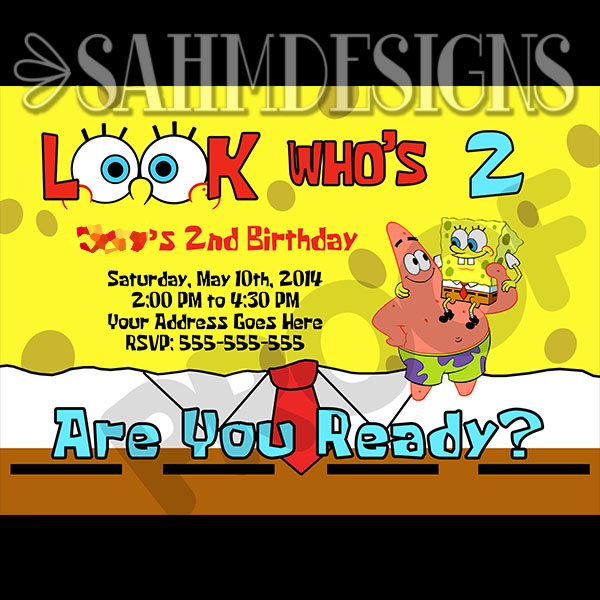 SAHMDESIGNS
LOOK WHO'S 2
's 2nd Birthday
Saturday, May 10th, 2014
2:00 PM to 4:30 PM
Your Address Goes Here
RSVP: 555-555-555
Are You Ready?
PROOF